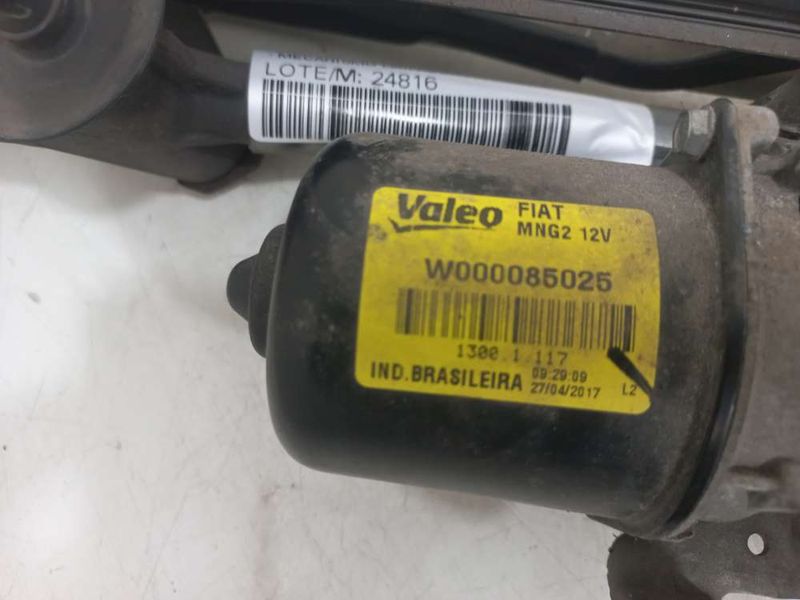 LOTE/M: 24816
Valeo FIAT
MNG2 12V
W000085025
1300.1.117
IND.BRASILEIRA 09:29:09
27/04/2017 L2